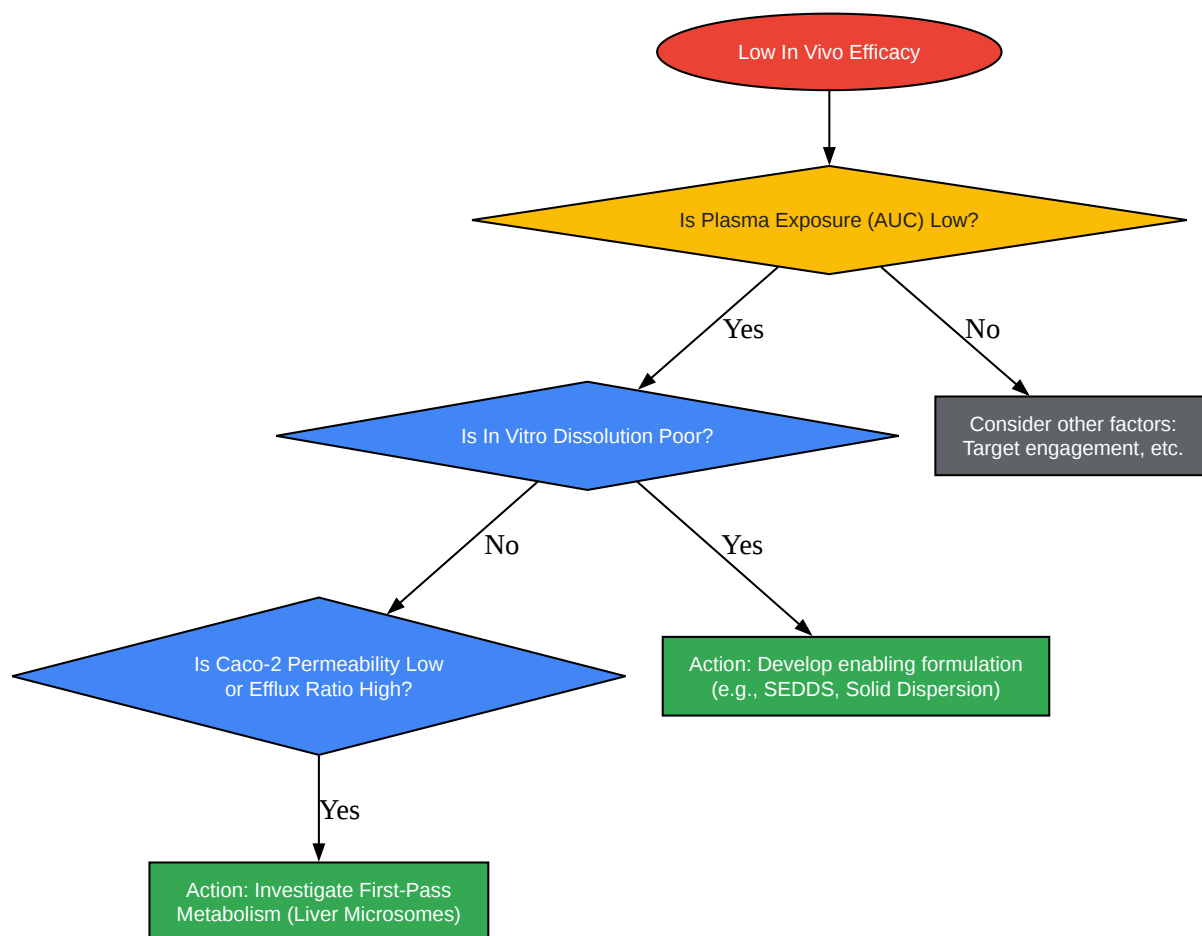 Low In Vivo Efficacy
Is Plasma Exposure (AUC) Low?
Yes
No
Is In Vitro Dissolution Poor?
Consider other factors:
Target engagement, etc.
No
Yes
Is Caco-2 Permeability Low
or Efflux Ratio High?
Action: Develop enabling formulation
(e.g., SEDDS, Solid Dispersion)
Yes
Action: Investigate First-Pass
Metabolism (Liver Microsomes)